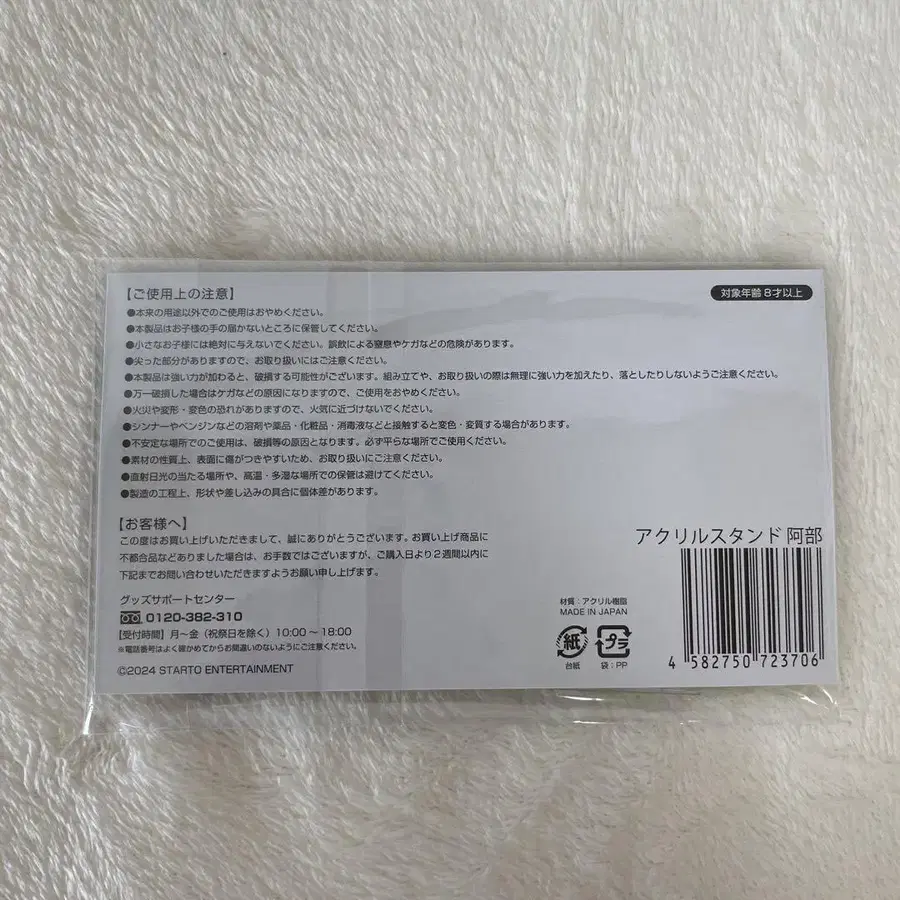 【ご使用上の注意】
対象年齢8才以上
●本来の用途以外でのご使用はおやめください。
●本製品はお子様の手の届かないところに保管してください。
●小さなお子様には絶対に与えないでください。誤飲による窒息やケガなどの危険があります。
●尖った部分がありますので、お取り扱いにはご注意ください。
●本製品は強い力が加わると、破損する可能性がございます。組み立てや、お取り扱いの際は無理に強い力を加えたり、落としたりしないようご注意ください。
●万一破損した場合はケガなどの原因になりますので、ご使用をおやめください。
●火災や変形・変色の恐れがありますので、火気に近づけないでください。
●シンナーやベンジンなどの溶剤や薬品・化粧品・消毒液などと接触すると変色・変質する場合があります。
●不安定な場所でのご使用は、破損等の原因となります。必ず平らな場所でご使用ください。
●素材の性質上、表面に傷がつきやすいため、お取り扱いにご注意ください。
●直射日光の当たる場所や、高温・多湿な場所での保管は避けてください。
●製造の工程上、形状や差し込みの具合に個体差があります。
【お客様へ】
この度はお買い上げいただきまして、誠にありがとうございます。お買い上げ商品に
不都合品などありました場合は、お手数ではございますが、ご購入日より2週間以内に
下記までお問い合わせいただきますようお願い申し上げます。
グッズサポートセンター
0120-382-310
【受付時間】月〜金(祝祭日を除く)10:00〜18:00
※電話番号はよく確かめてからお間違いのないようにご注意ください。
©2024 STARTO ENTERTAINMENT
材質:アクリル樹脂
MADE IN JAPAN
紙
プラ
台紙
袋:PP
アクリルスタンド 阿部
4 582750 723706